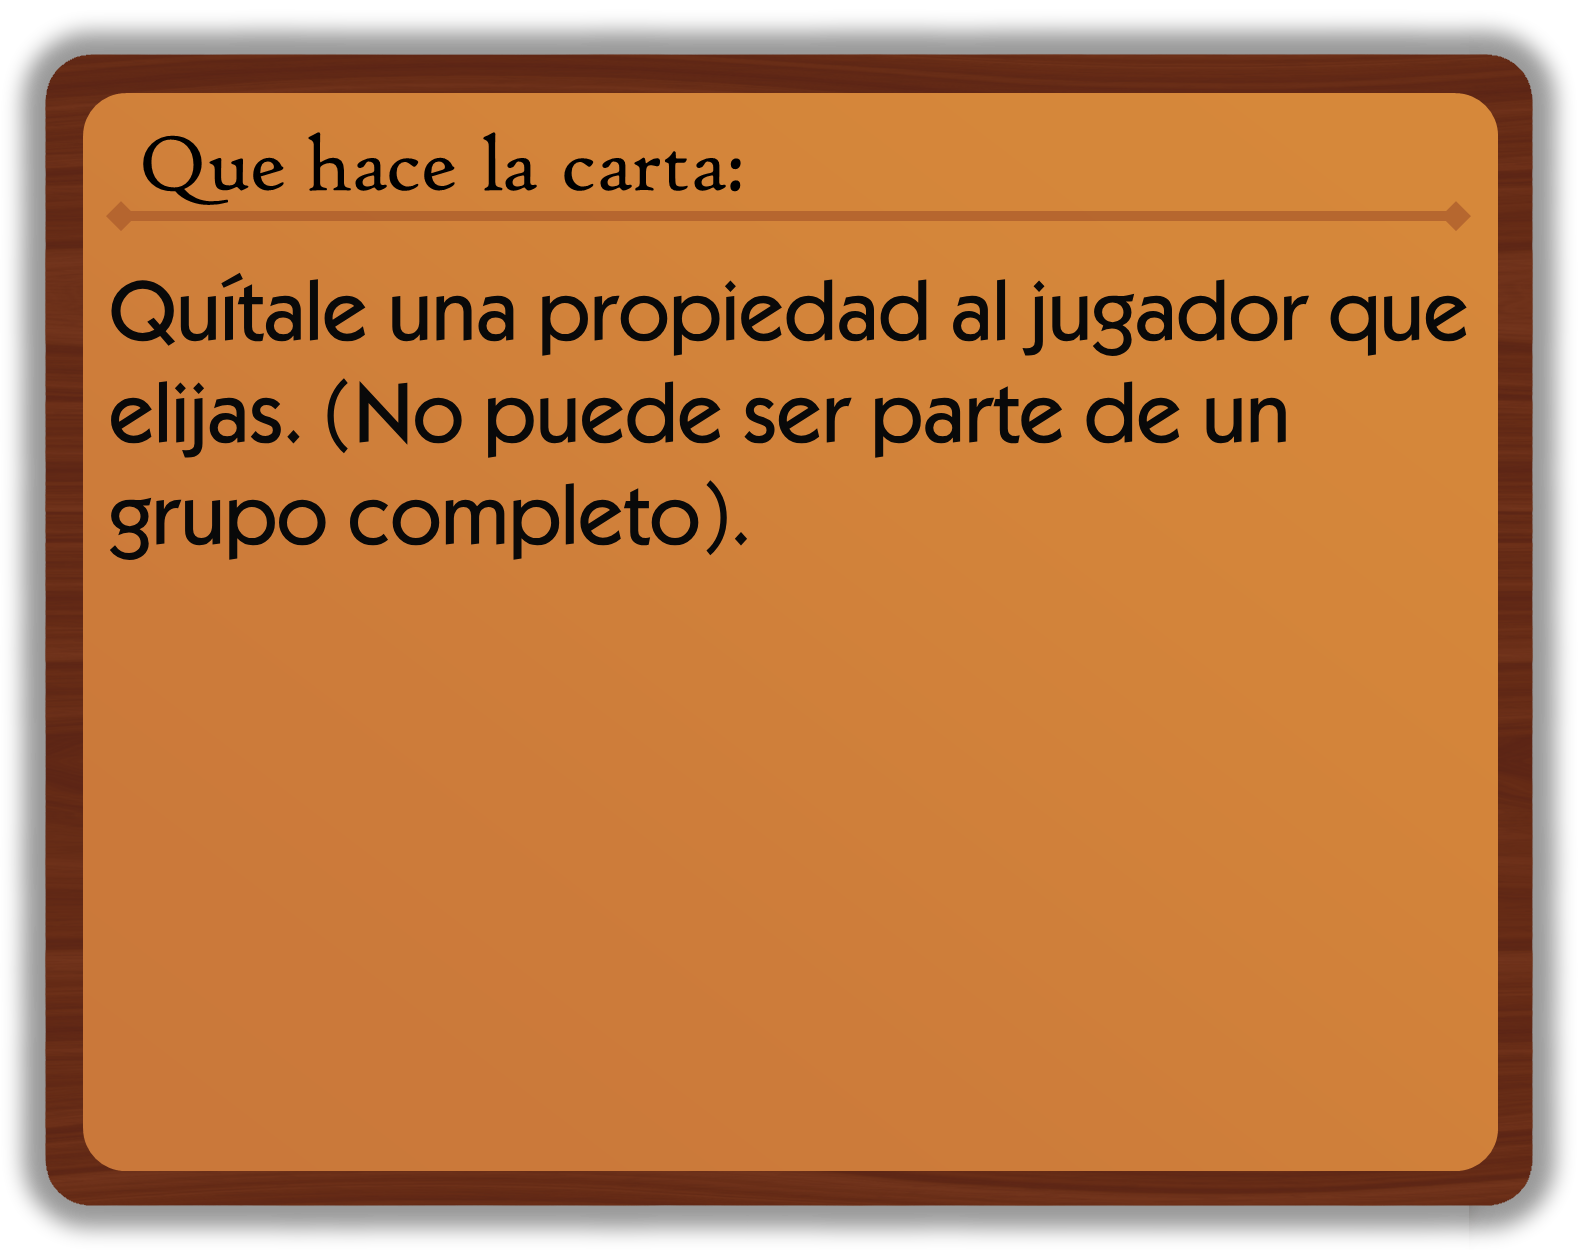 Que hace la carta:
Quítale una propiedad al jugador que
elijas. (No puede ser parte de un
grupo completo).